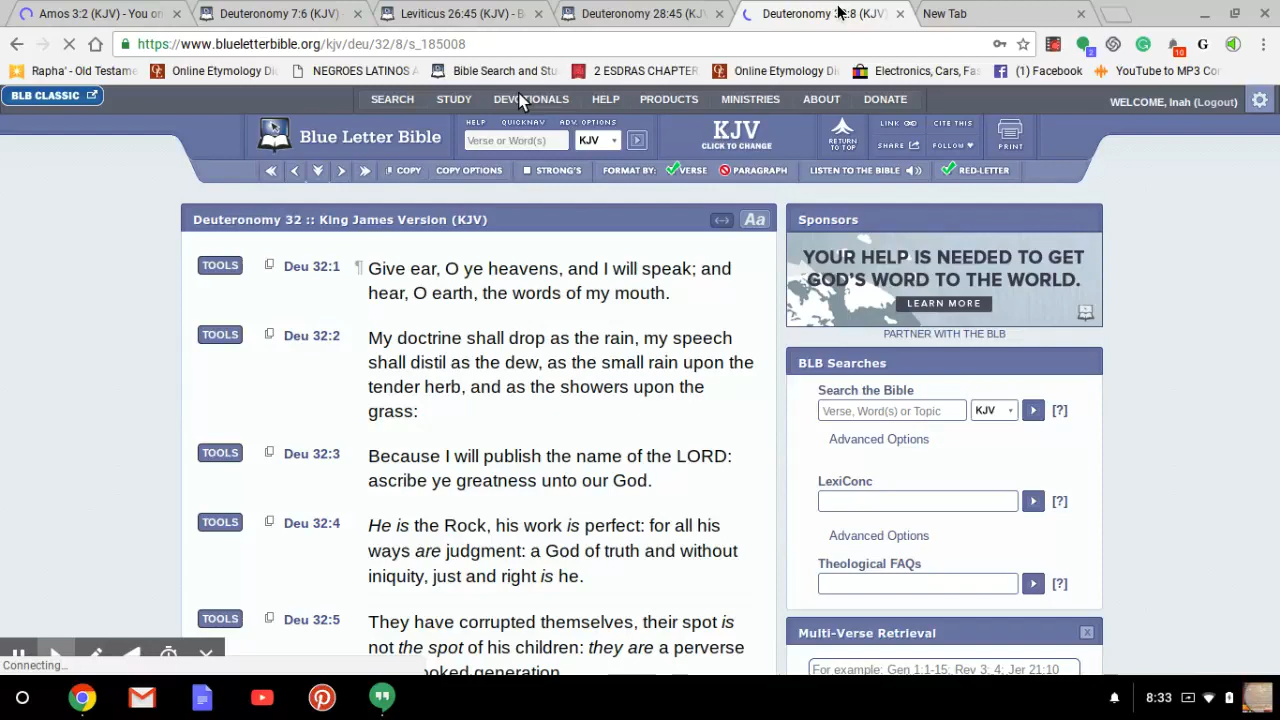 Amos 3:2 (KJV) - You on
Deuteronomy 7:6 (KJV) -
Leviticus 26:45 (KJV) - B
Deuteronomy 28:45 (KJV
Deuteronomy :8 (KJV)
New Tab
https://www.blueletterbible.org/kjv/deu/32/8/s_185008
Rapha' - Old Testame
Online Etymology Di
NEGROES LATINOS A
Bible Search and Stu
2 ESDRAS CHAPTER
Online Etymology Di
Electronics, Cars, Fas
(1) Facebook
YouTube to MP3 Co
BLB CLASSIC
SEARCH STUDY DEVOTIONALS HELP PRODUCTS MINISTRIES ABOUT DONATE
WELCOME, Inah (Logout)
Blue Letter Bible
HELP QUICKNAV ADV. OPTIONS
Verse or Word(s) KJV
KJV
CLICK TO CHANGE
RETURN
TO TOP
LINK CITE THIS
SHARE FOLLOW
PRINT
COPY COPY OPTIONS STRONG'S FORMAT BY: VERSE PARAGRAPH LISTEN TO THE BIBLE RED-LETTER
Deuteronomy 32 :: King James Version (KJV) Aa
TOOLS Deu 32:1 ¶ Give ear, O ye heavens, and I will speak; and
hear, O earth, the words of my mouth.
TOOLS Deu 32:2 My doctrine shall drop as the rain, my speech
shall distil as the dew, as the small rain upon the
tender herb, and as the showers upon the
grass:
TOOLS Deu 32:3 Because I will publish the name of the LORD:
ascribe ye greatness unto our God.
TOOLS Deu 32:4 He is the Rock, his work is perfect: for all his
ways are judgment: a God of truth and without
iniquity, just and right is he.
TOOLS Deu 32:5 They have corrupted themselves, their spot is
not the spot of his children: they are a perverse
ooked generation.
Sponsors
YOUR HELP IS NEEDED TO GET
GOD'S WORD TO THE WORLD.
LEARN MORE
PARTNER WITH THE BLB
BLB Searches
Search the Bible
Verse, Word(s) or Topic KJV [?]
Advanced Options
LexiConc
[?]
Advanced Options
Theological FAQs
[?]
Multi-Verse Retrieval x
For example: Gen 1:1-15; Rev 3; 4; Jer 21:10
Connecting...
8:33